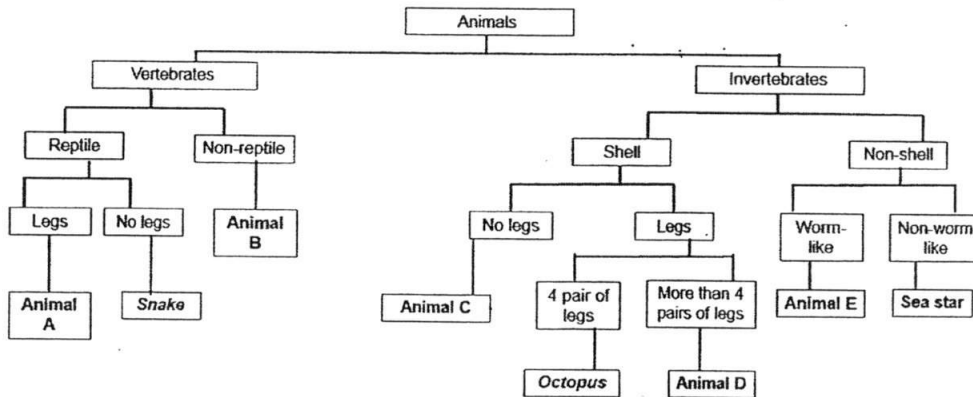 Animals
Vertebrates
Invertebrates
Reptile
Non-reptile
Shell
Non-shell
Legs
No legs
Animal
B
No legs
Legs
Worm-
like
Non-worm
like
Animal
A
Snake
Animal C
4 pair of
legs
More than 4
pairs of legs
Animal E
Sea star
Octopus
Animal D